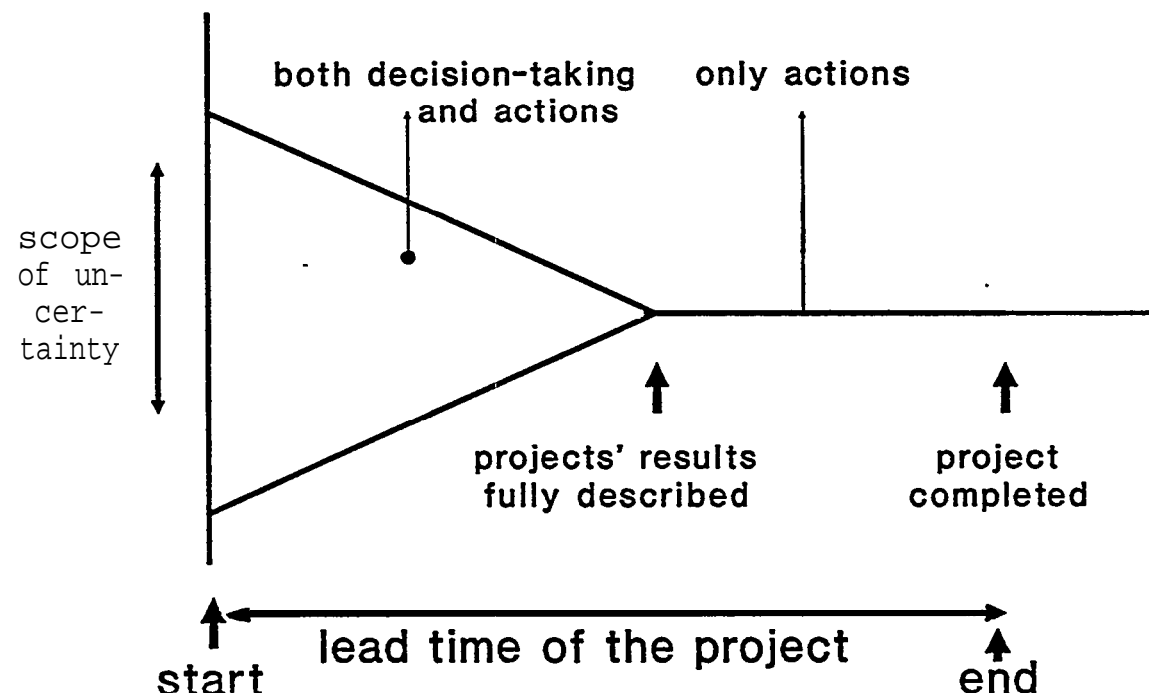 both decision-taking
and actions
only actions
scope
of un-
cer-
tainty
projects' results
fully described
project
completed
lead time of the project
start
end